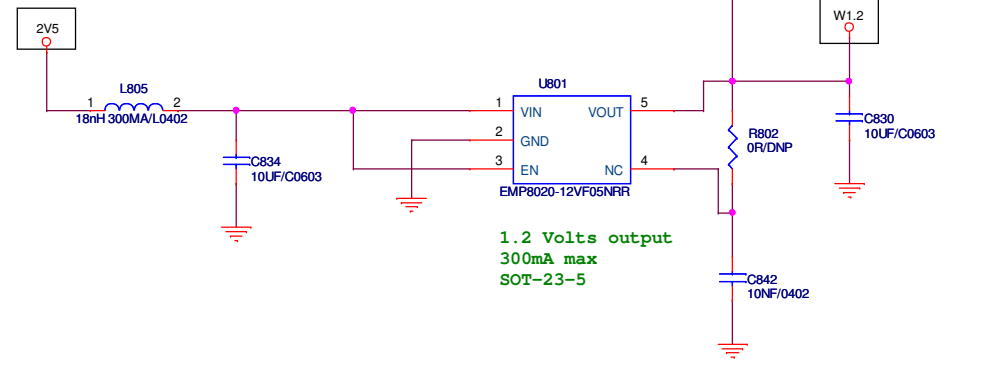 2V5
W1.2
L805
1
2
18nH 300MA/L0402
C834
10UF/C0603
U801
1
VIN
VOUT
5
2
GND
3
EN
NC
4
EMP8020-12VF05NRR
R802
0R/DNP
C830
10UF/C0603
1.2 Volts output
300mA max
SOT-23-5
C842
10NF/0402